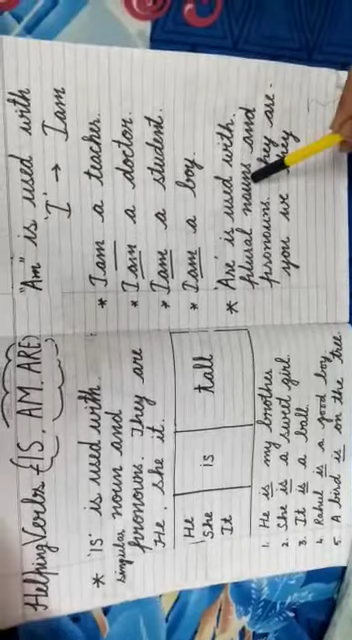 Helping Verbs - (IS, AM, ARE)
* 'IS' is used with
singular noun and
pronouns. They are
He, she it.
He
She
It
is
tall
1. He is my brother
2. She is a sweet girl.
3. It is a ball.
4. Rahul is a good boy
5. A bird is on the tree
"Am" is used with
'I' → I am
* I am a teacher.
* I am a doctor.
* I am a student.
* I am a boy.
* 'Are' is used with.
plural nouns and
pronouns. They are.
you we they